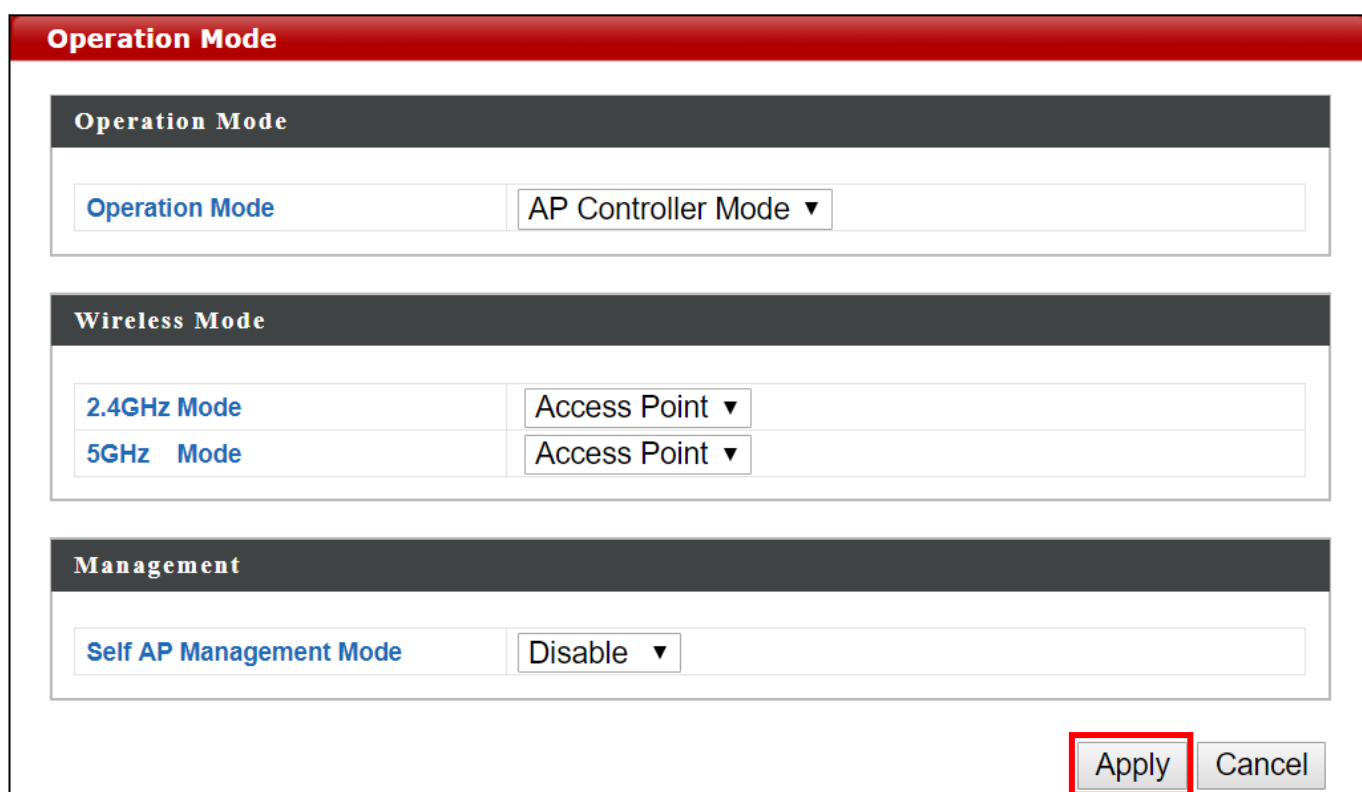 Operation Mode
Operation Mode
Operation Mode AP Controller Mode ▼
Wireless Mode
2.4GHz Mode Access Point ▼
5GHz Mode Access Point ▼
Management
Self AP Management Mode Disable ▼
Apply Cancel